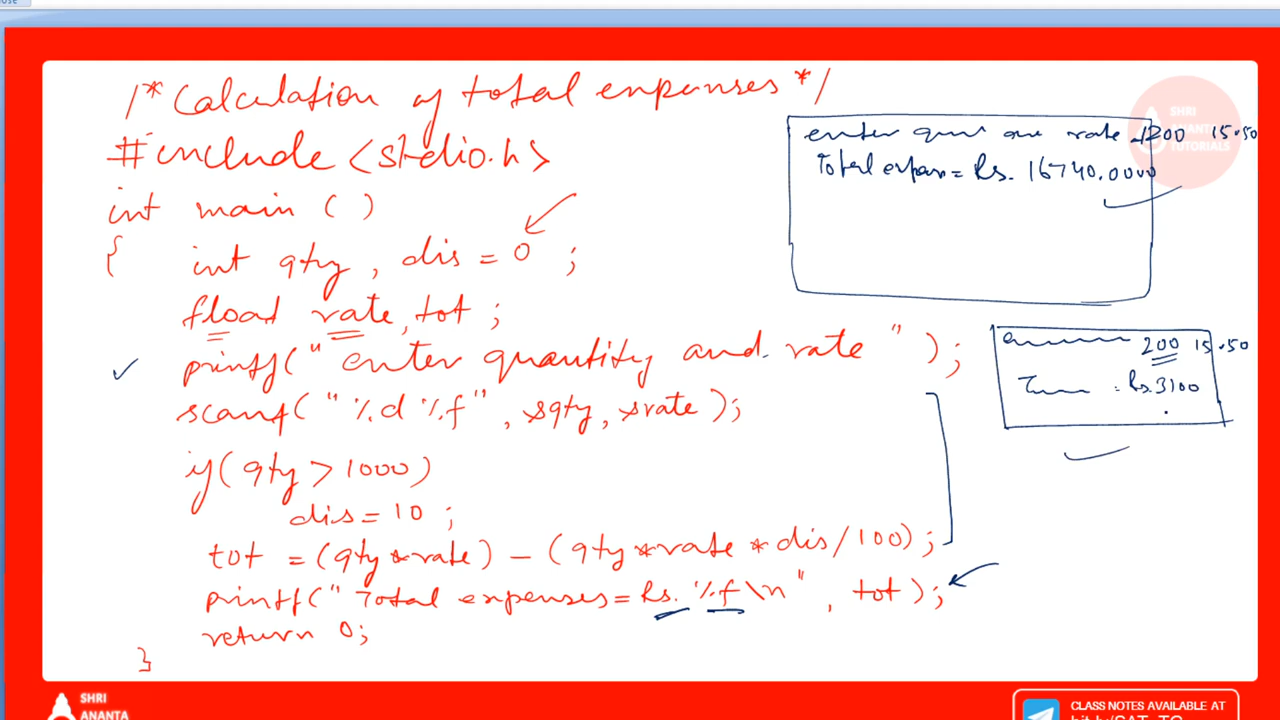 /* Calculation of total expenses */
#include <stdio.h>
int main ( )
{ int qty, dis = 0 ;
float rate, tot ;
printf(" enter quantity and rate ");
scanf(" %d %f", &qty, &rate);
if(qty > 1000)
dis = 10 ;
tot = (qty * rate) - (qty * rate * dis / 100);
printf(" Total expenses = Rs. %f \n ", tot);
return 0;
}
enter rate 1200 15.50
Total expen = Rs. 16740.0000
200 15.50
: Rs. 3100
SHRI
ANANTA
TUTORIALS
SHRI
ANANTA
CLASS NOTES AVAILABLE AT